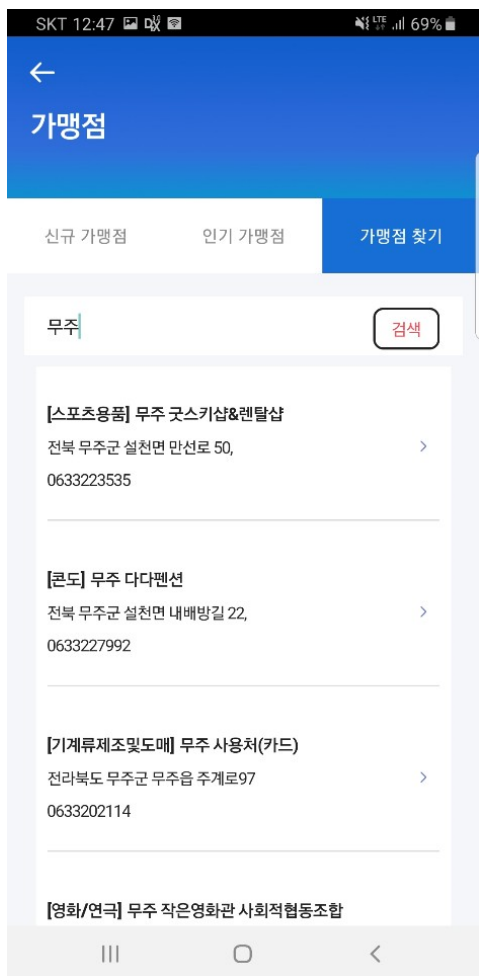 SKT 12:47 LTE 69%
가맹점
신규 가맹점 인기 가맹점 가맹점 찾기
무주 검색
[스포츠용품] 무주 굿스키샵&렌탈샵
전북 무주군 설천면 만선로 50,
0633223535
[콘도] 무주 다다펜션
전북 무주군 설천면 내배방길 22,
0633227992
[기계류제조및도매] 무주 사용처(카드)
전라북도 무주군 무주읍 주계로97
0633202114
[영화/연극] 무주 작은영화관 사회적협동조합